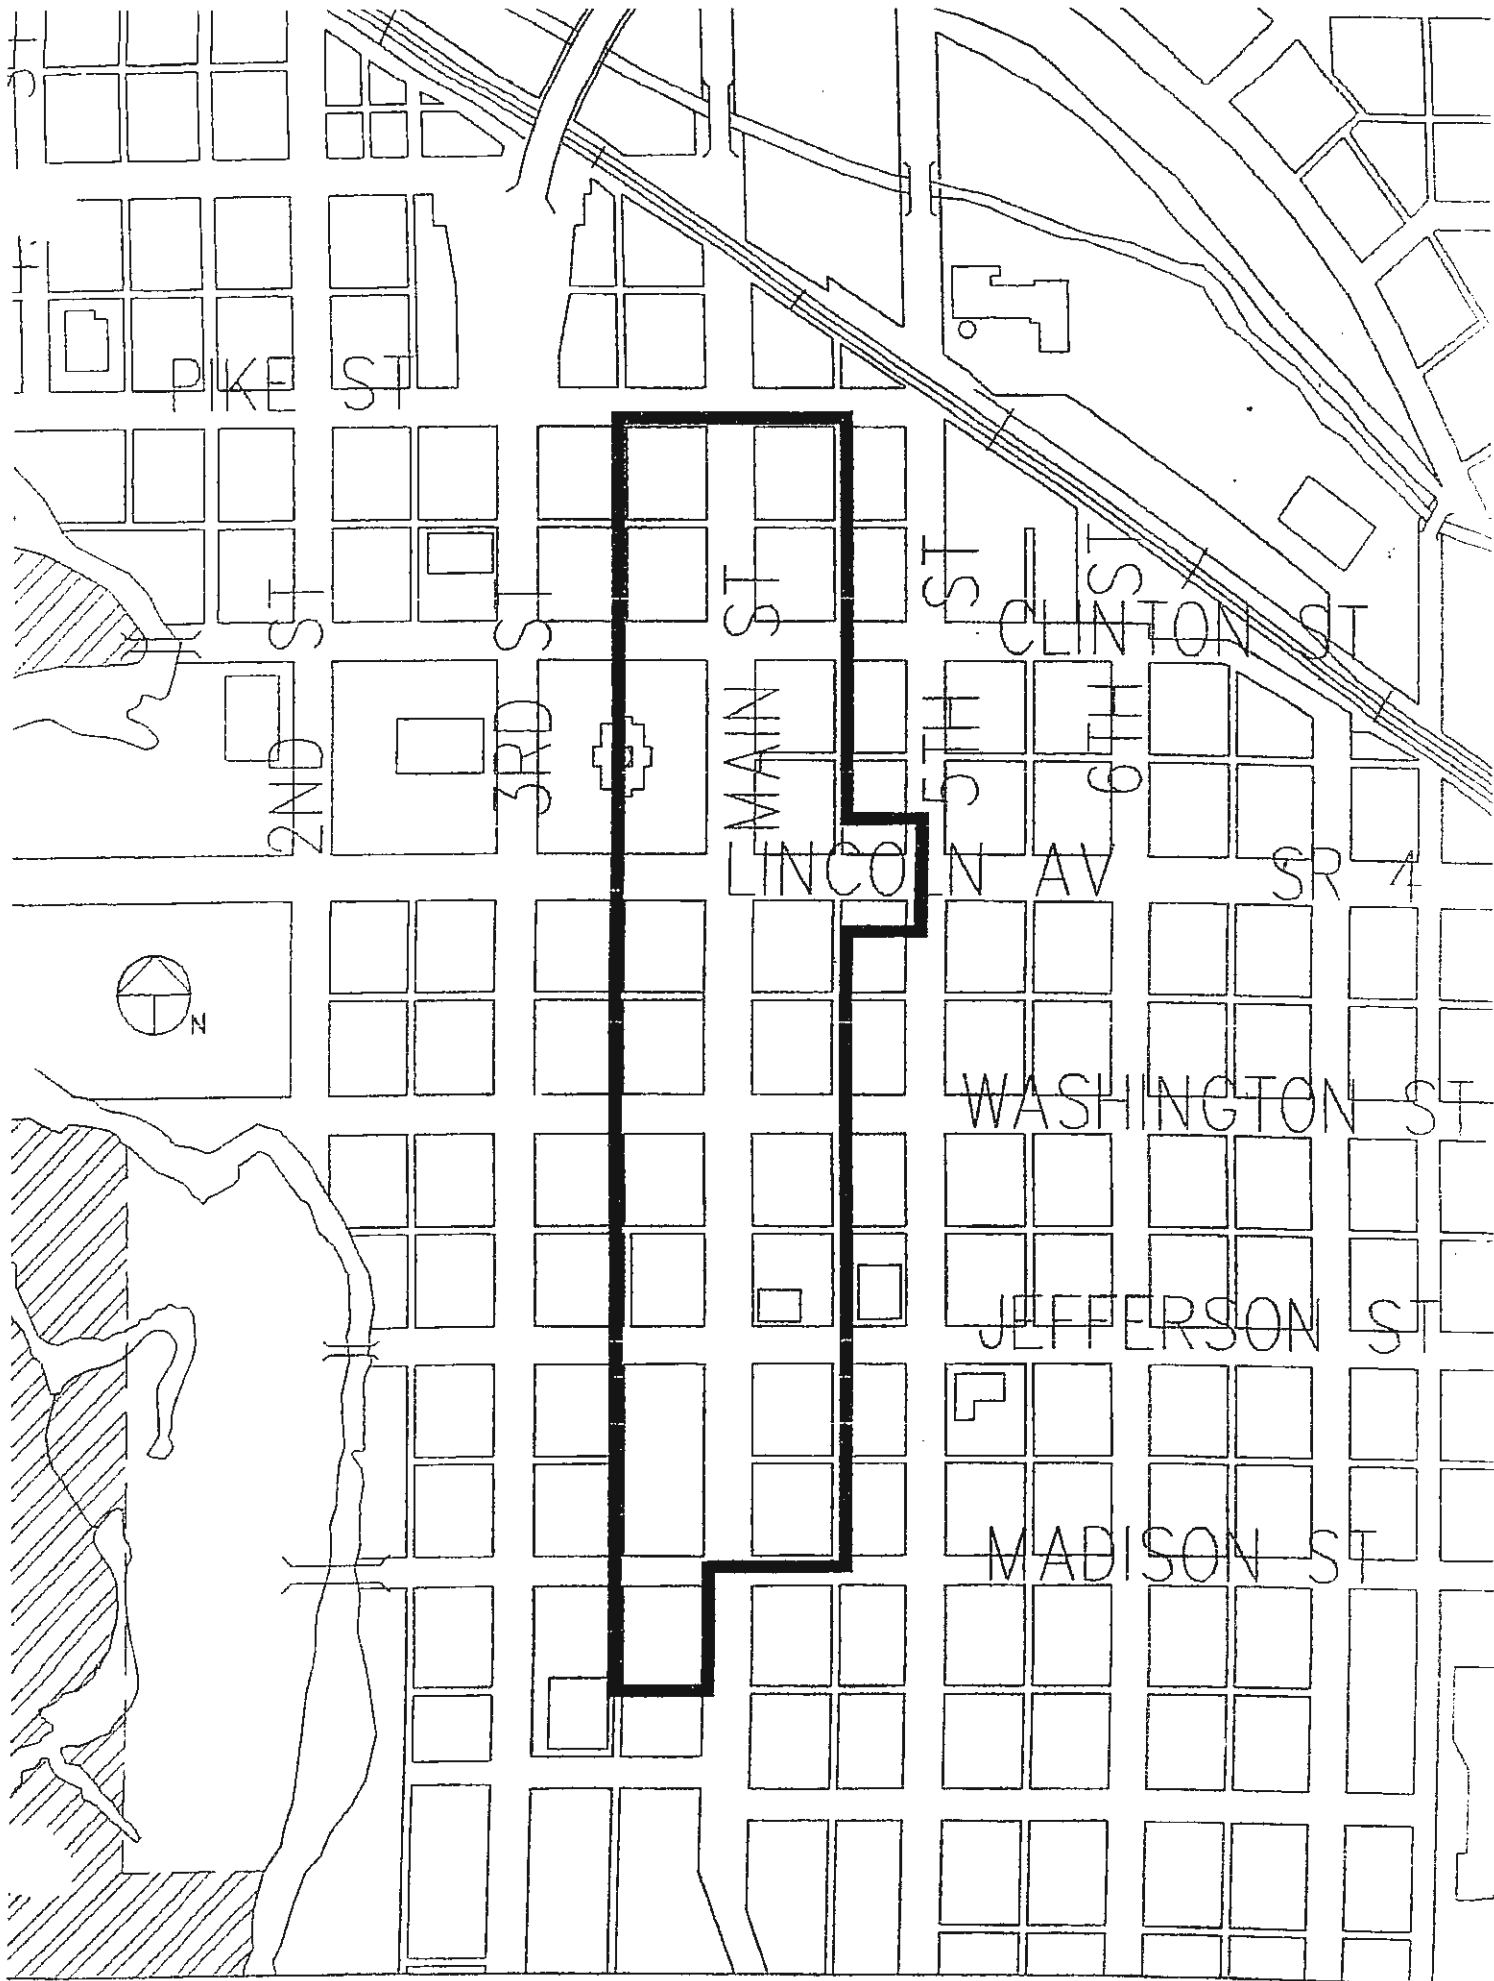 ST
PIKE ST
2ND ST
3RD ST
MAIN ST
5TH ST
6TH ST
CLINTON ST
LINCOLN AV SR 4
N
WASHINGTON ST
JEFFERSON ST
MADISON ST